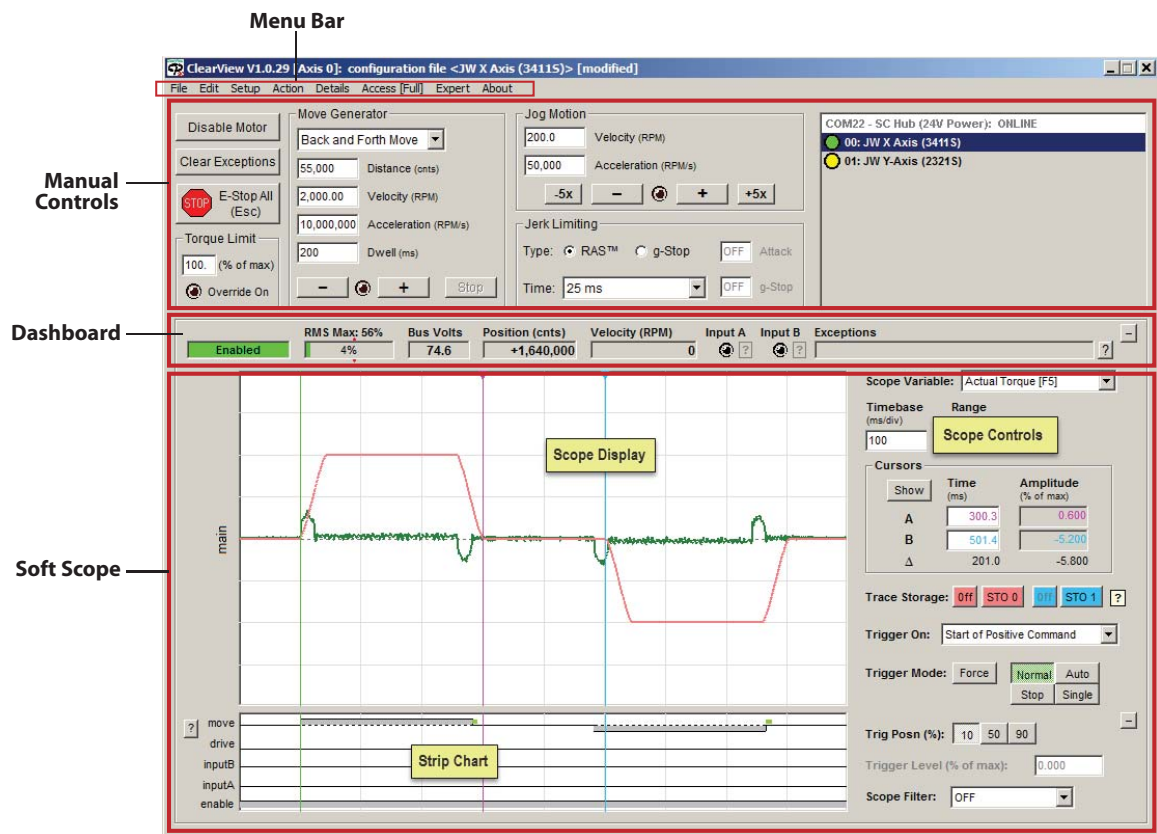 Menu Bar
ClearView V1.0.29 [Axis 0]: configuration file <JW X Axis (3411S)> [modified]
File Edit Setup Action Details Access [Full] Expert About
Manual Controls
Disable Motor
Clear Exceptions
STOP E-Stop All (Esc)
Torque Limit
100. (% of max)
Override On
Move Generator
Back and Forth Move
55,000 Distance (cnts)
2,000.00 Velocity (RPM)
10,000,000 Acceleration (RPM/s)
200 Dwell (ms)
− + Stop
Jog Motion
200.0 Velocity (RPM)
50,000 Acceleration (RPM/s)
-5x − + +5x
Jerk Limiting
Type: RAS™ g-Stop OFF Attack
Time: 25 ms OFF g-Stop
COM22 - SC Hub (24V Power): ONLINE
00: JW X Axis (3411S)
01: JW Y-Axis (2321S)
Dashboard
RMS Max: 56% Bus Volts Position (cnts) Velocity (RPM) Input A Input B Exceptions −
Enabled 4% 74.6 +1,640,000 0 ? ? ?
Soft Scope
main
Scope Display
Scope Variable: Actual Torque [F5]
Timebase Range
(ms/div)
100 Scope Controls
Cursors
Show Time (ms) Amplitude (% of max)
A 300.3 0.600
B 501.4 -5.200
Δ 201.0 -5.800
Trace Storage: Off STO 0 Off STO 1 ?
Trigger On: Start of Positive Command
Trigger Mode: Force Normal Auto
Stop Single
−
Trig Posn (%): 10 50 90
Trigger Level (% of max): 0.000
Scope Filter: OFF
? move
drive
inputB
inputA
enable
Strip Chart